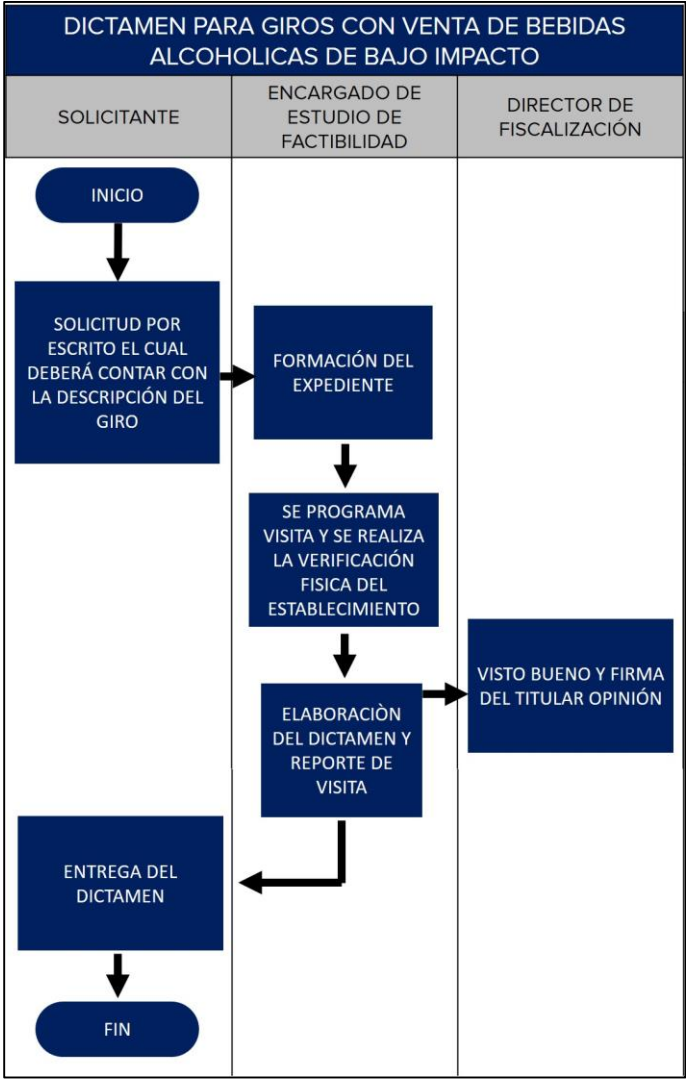 DICTAMEN PARA GIROS CON VENTA DE BEBIDAS
ALCOHOLICAS DE BAJO IMPACTO
SOLICITANTE
ENCARGADO DE
ESTUDIO DE
FACTIBILIDAD
DIRECTOR DE
FISCALIZACIÓN
INICIO
SOLICITUD POR
ESCRITO EL CUAL
DEBERÁ CONTAR CON
LA DESCRIPCIÓN DEL
GIRO
FORMACIÓN DEL
EXPEDIENTE
SE PROGRAMA
VISITA Y SE REALIZA
LA VERIFICACIÓN
FISICA DEL
ESTABLECIMIENTO
ELABORACIÒN
DEL DICTAMEN Y
REPORTE DE
VISITA
VISTO BUENO Y FIRMA
DEL TITULAR OPINIÓN
ENTREGA DEL
DICTAMEN
FIN